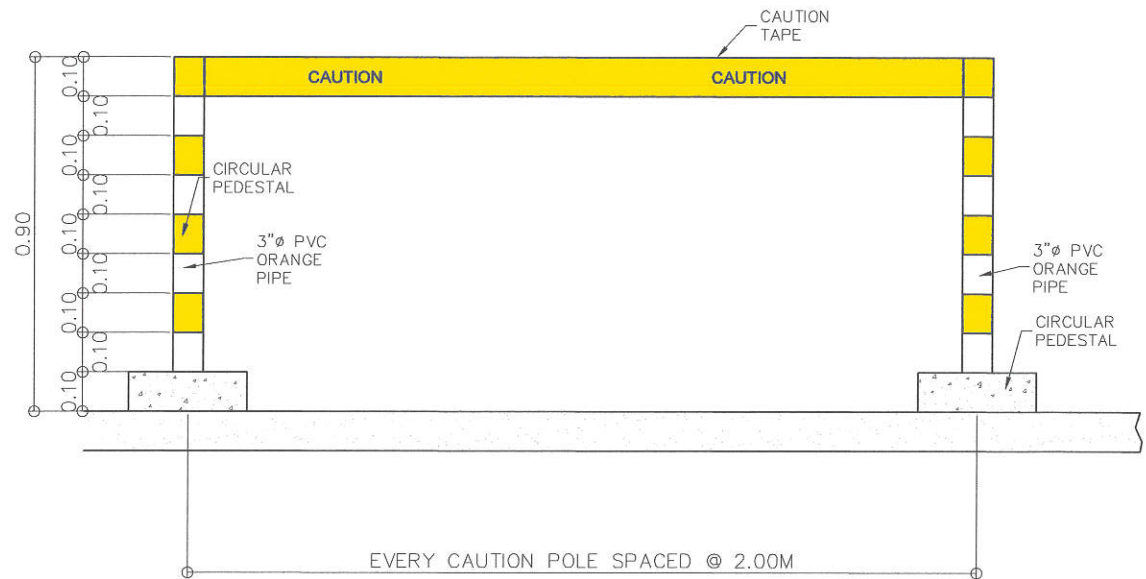 CAUTION
TAPE
CAUTION
CAUTION
0.10
0.10
0.10
0.10
0.10
0.10
0.10
0.10
0.10
0.90
CIRCULAR
PEDESTAL
3"ø PVC
ORANGE
PIPE
3"ø PVC
ORANGE
PIPE
CIRCULAR
PEDESTAL
EVERY CAUTION POLE SPACED @ 2.00M